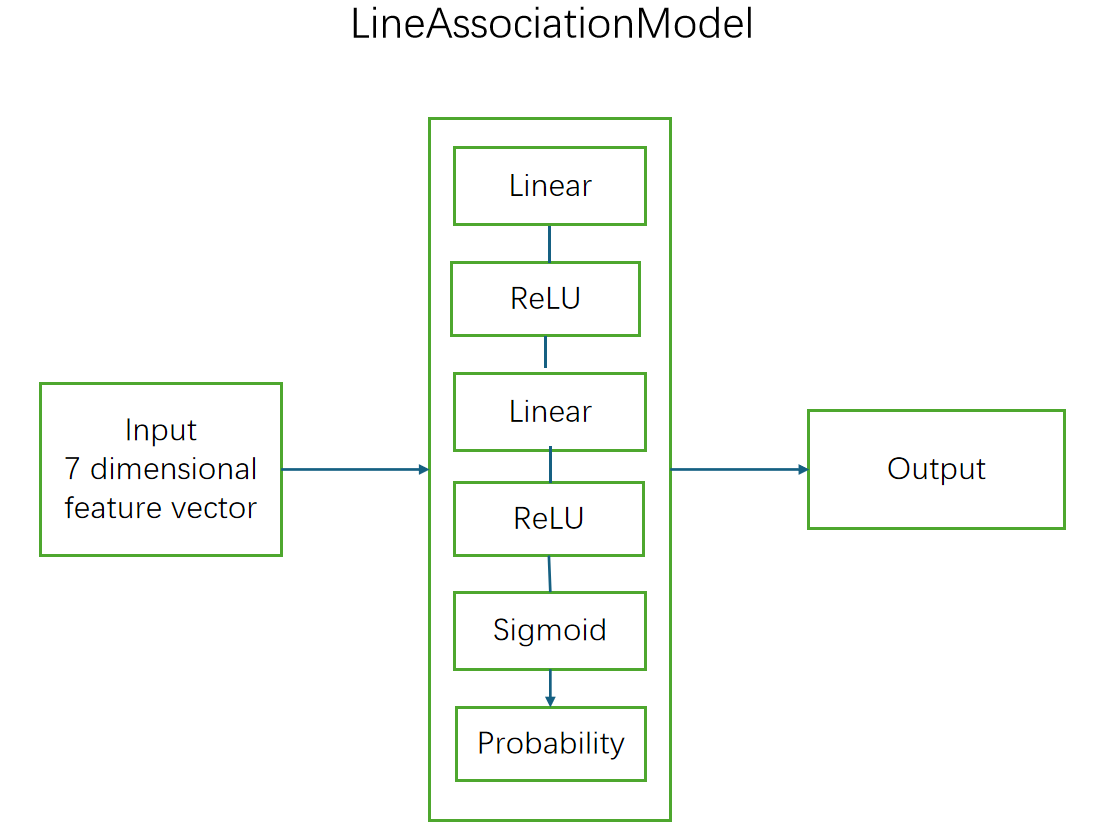 LineAssociationModel
Linear
ReLU
Linear
ReLU
Sigmoid
Probability
Input
7 dimensional
feature vector
Output